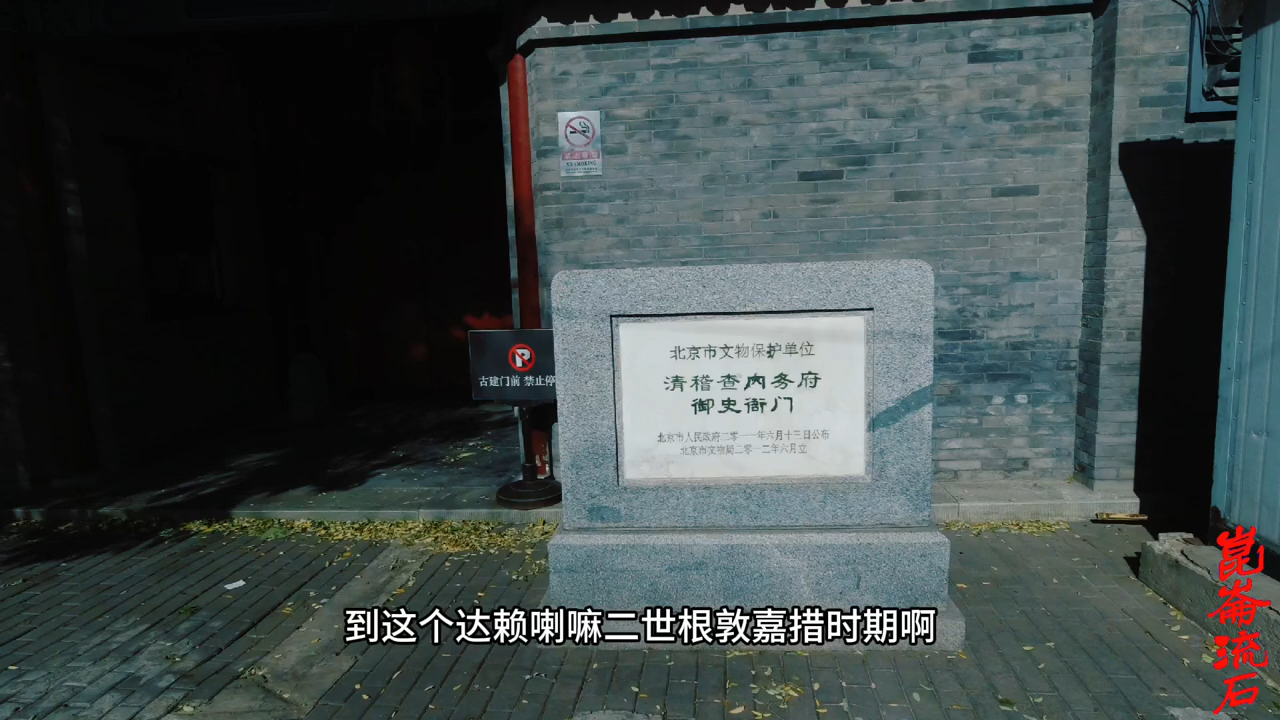 NO SMOKING
古建门前 禁止停
北京市文物保护单位
清稽查内务府
御史衙门
北京市人民政府二零一一年六月十三日公布
北京市文物局二零一二年六月立
到这个达赖喇嘛二世根敦嘉措时期啊
崑崙流石